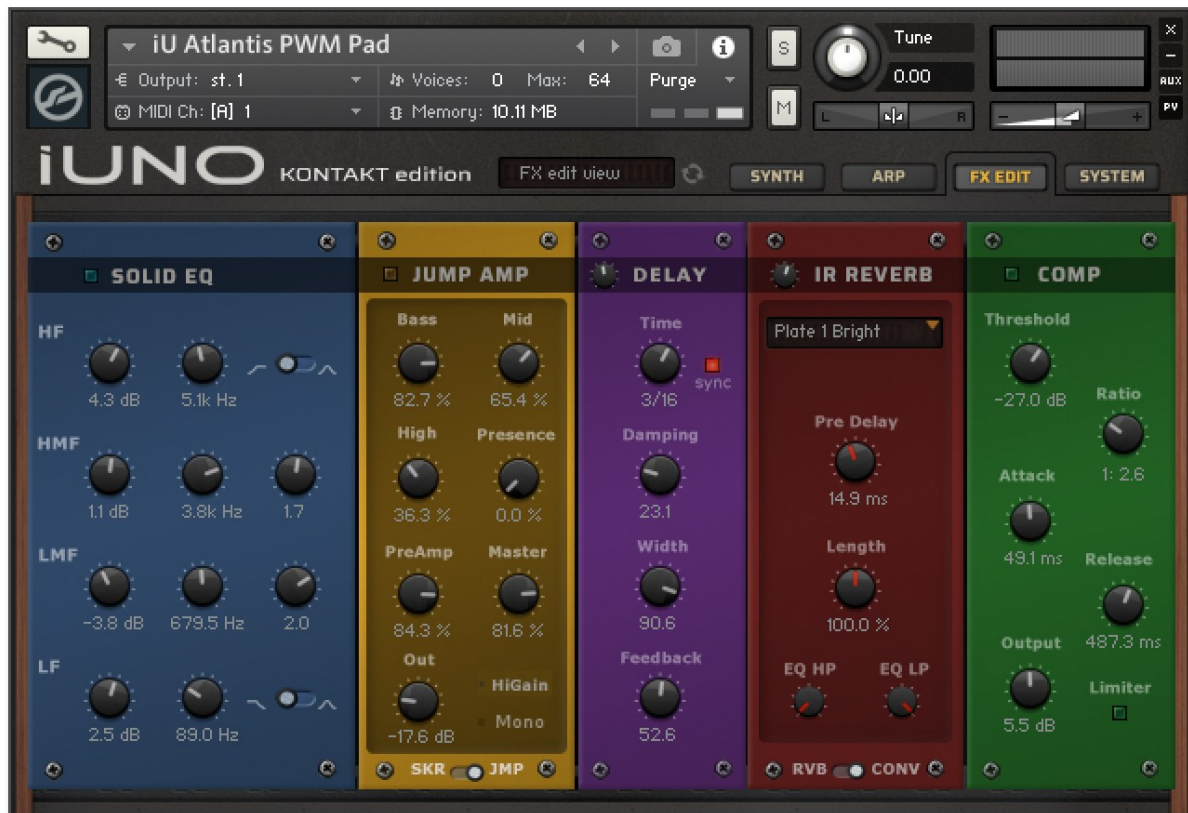 iU Atlantis PWM Pad
i
S
Tune
X
Output: st. 1
Voices: 0 Max: 64
Purge
0.00
AUX
MIDI Ch: [A] 1
Memory: 10.11 MB
M
L R
- +
PV
iUNO KONTAKT edition
FX edit view
SYNTH
ARP
FX EDIT
SYSTEM
SOLID EQ
HF
4.3 dB
5.1k Hz
HMF
1.1 dB
3.8k Hz
1.7
LMF
-3.8 dB
679.5 Hz
2.0
LF
2.5 dB
89.0 Hz
JUMP AMP
Bass Mid
82.7 % 65.4 %
High Presence
36.3 % 0.0 %
PreAmp Master
84.3 % 81.6 %
Out
HiGain
Mono
-17.6 dB
SKR JMP
DELAY
Time
sync
3/16
Damping
23.1
Width
90.6
Feedback
52.6
IR REVERB
Plate 1 Bright
Pre Delay
14.9 ms
Length
100.0 %
EQ HP EQ LP
RVB CONV
COMP
Threshold
-27.0 dB
Ratio
1: 2.6
Attack
49.1 ms
Release
487.3 ms
Output
5.5 dB
Limiter